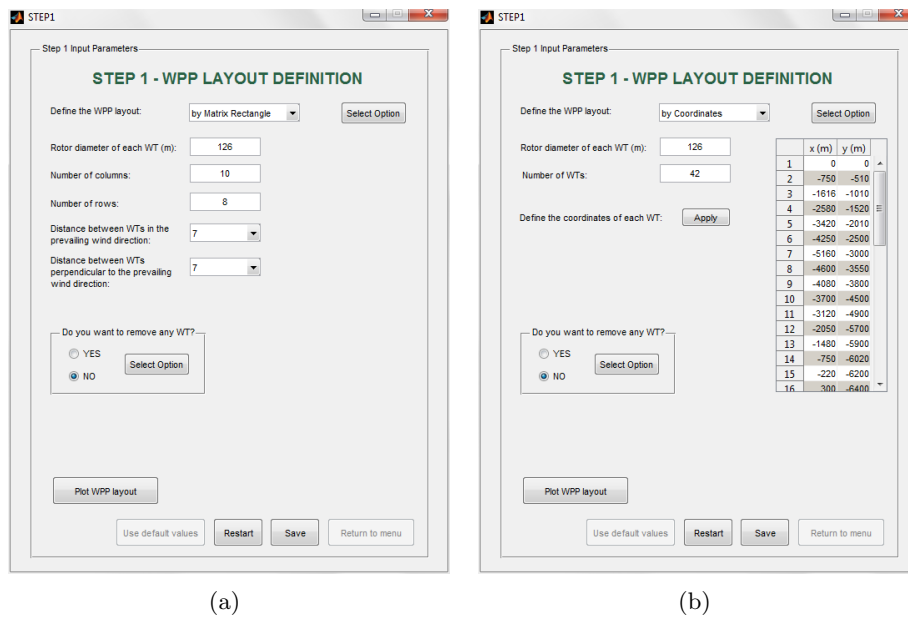 STEP1
Step 1 Input Parameters
STEP 1 - WPP LAYOUT DEFINITION
Define the WPP layout: by Matrix Rectangle Select Option
Rotor diameter of each WT (m): 126
Number of columns: 10
Number of rows: 8
Distance between WTs in the
prevailing wind direction:
7
Distance between WTs
perpendicular to the prevailing
wind direction:
7
Do you want to remove any WT?
YES
NO
Select Option
Plot WPP layout
Use default values Restart Save Return to menu
(a)
STEP1
Step 1 Input Parameters
STEP 1 - WPP LAYOUT DEFINITION
Define the WPP layout: by Coordinates Select Option
Rotor diameter of each WT (m): 126
Number of WTs: 42
Define the coordinates of each WT: Apply
x (m) y (m)
1 0 0
2 -750 -510
3 -1616 -1010
4 -2580 -1520
5 -3420 -2010
6 -4250 -2500
7 -5160 -3000
8 -4600 -3550
9 -4080 -3800
10 -3700 -4500
11 -3120 -4900
12 -2050 -5700
13 -1480 -5900
14 -750 -6020
15 -220 -6200
16 300 -6400
Do you want to remove any WT?
YES
NO
Select Option
Plot WPP layout
Use default values Restart Save Return to menu
(b)